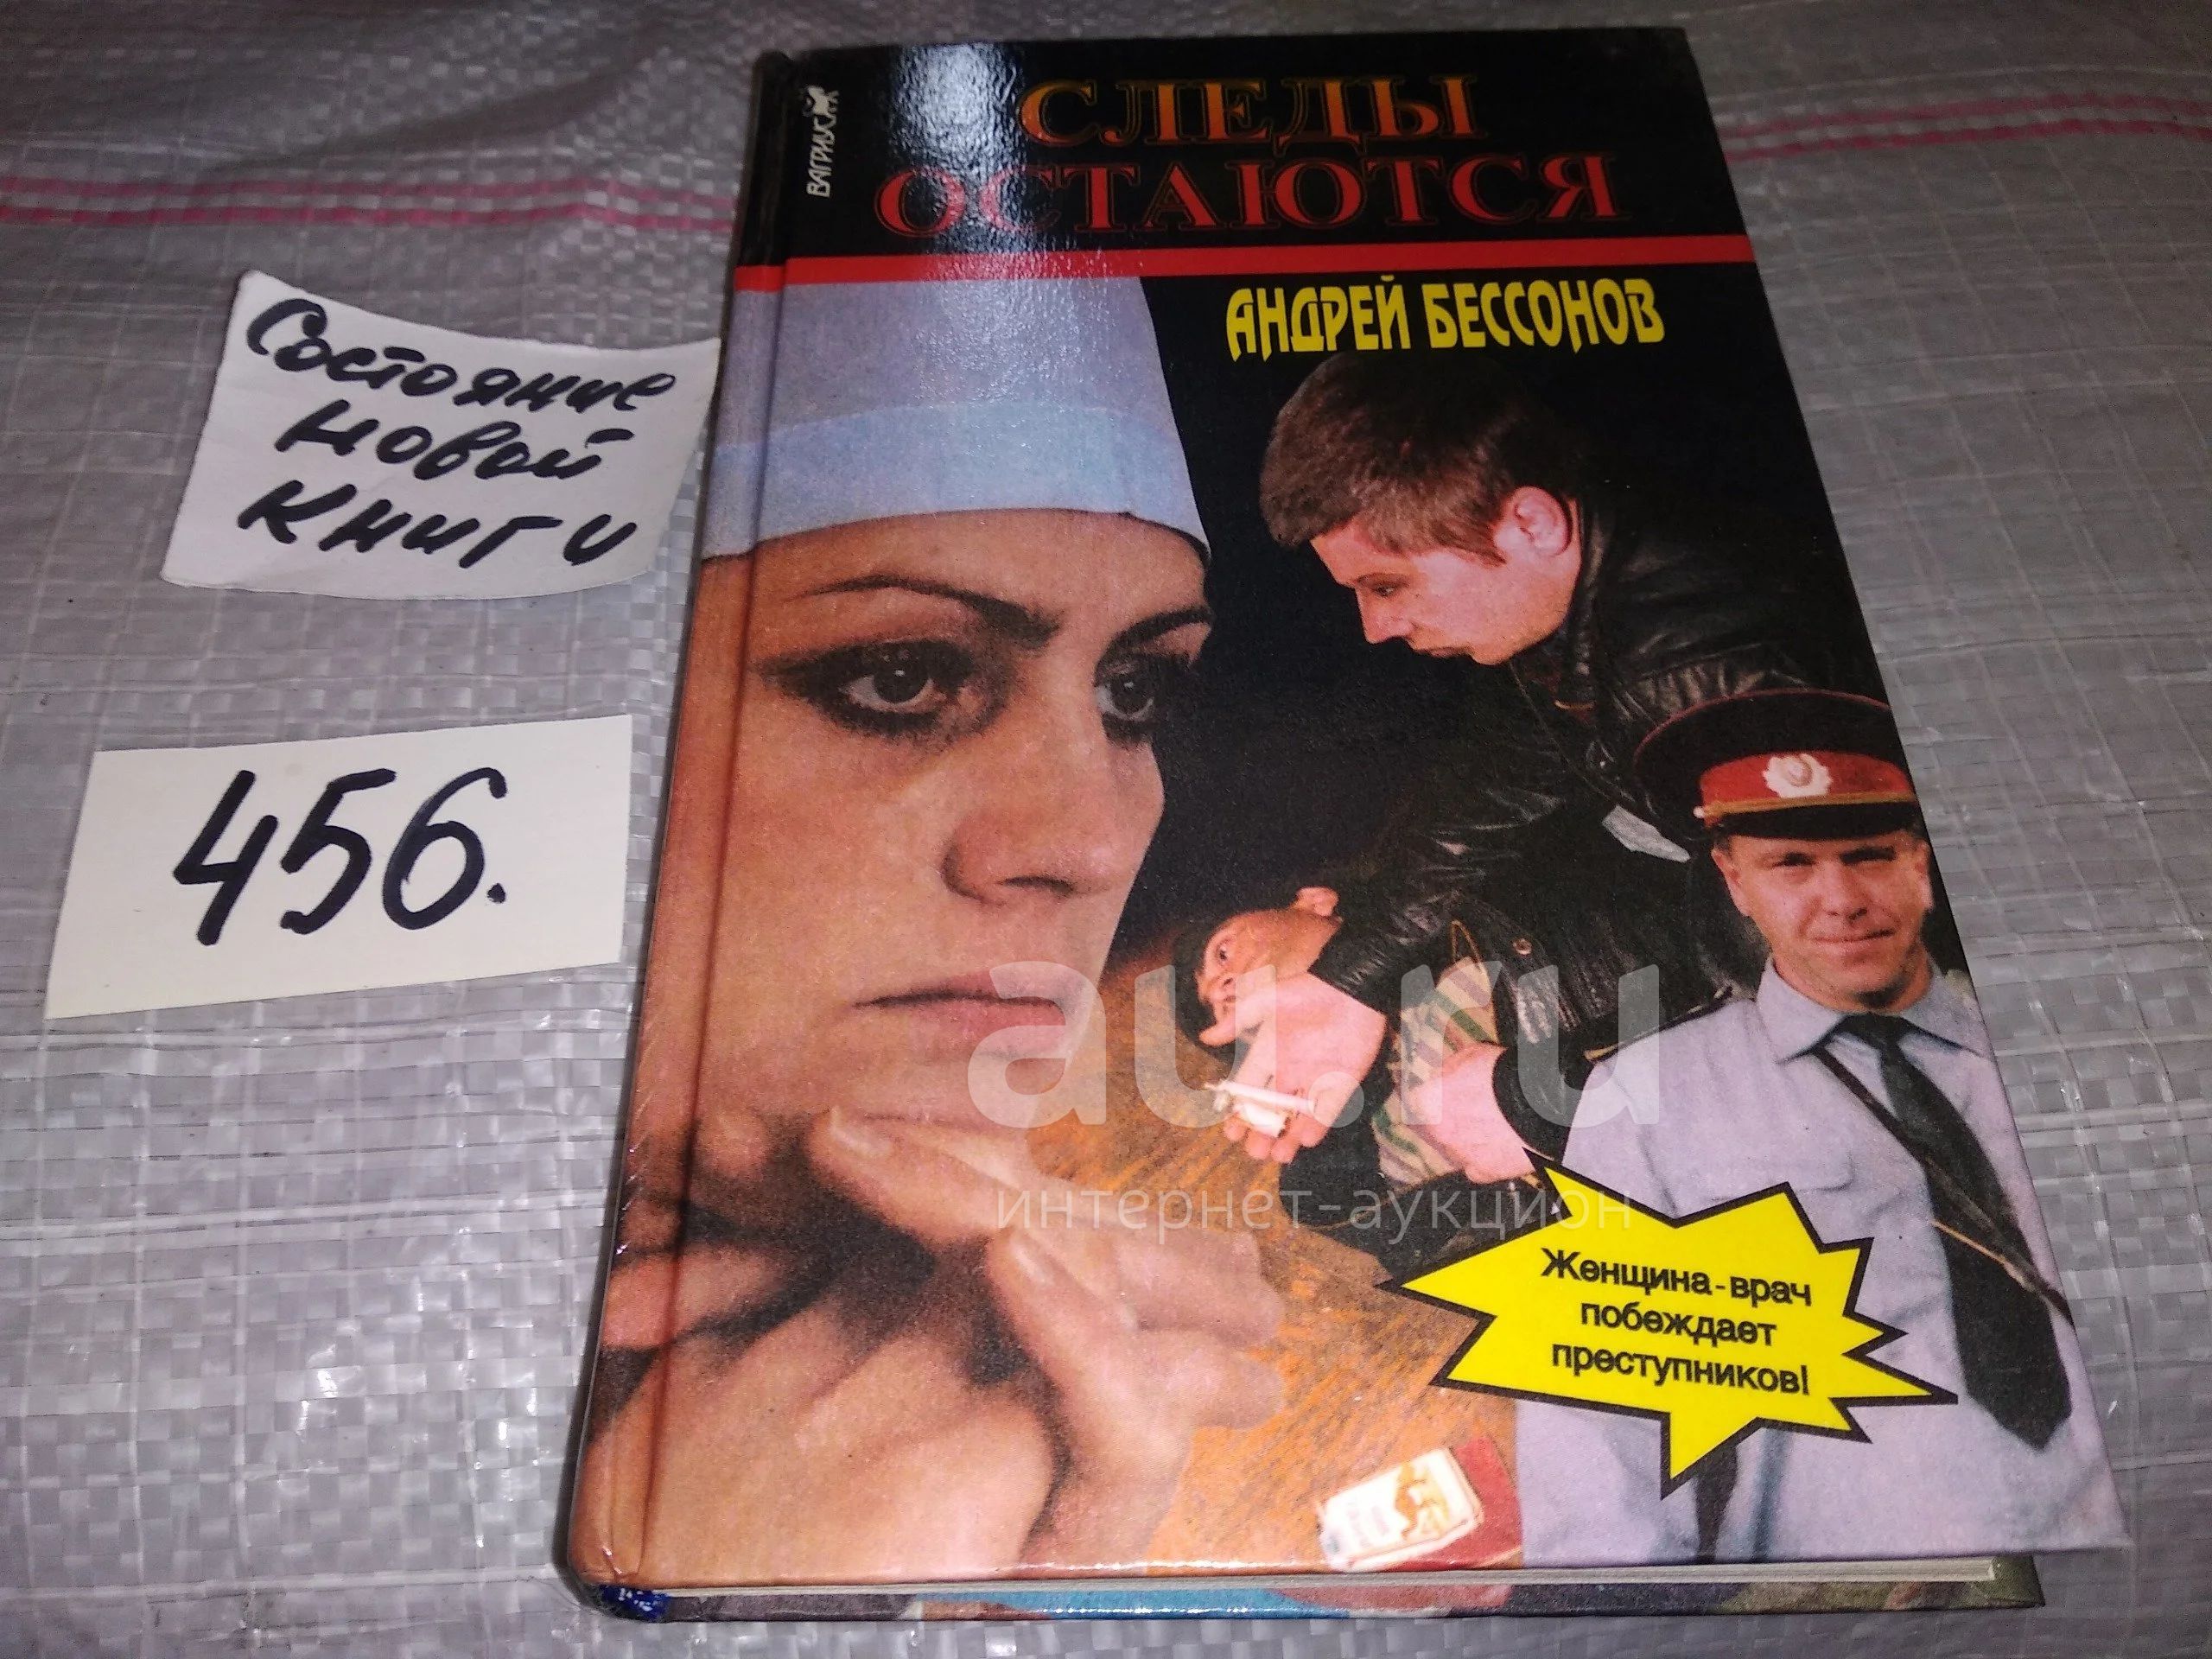 ВАГРИУС
СЛЕДЫ
ОСТАЮТСЯ
АНДРЕЙ БЕССОНОВ
Состояние
новой
книги
456.
au.ru
интернет-аукцион
Женщина-врач
побеждает
преступников!